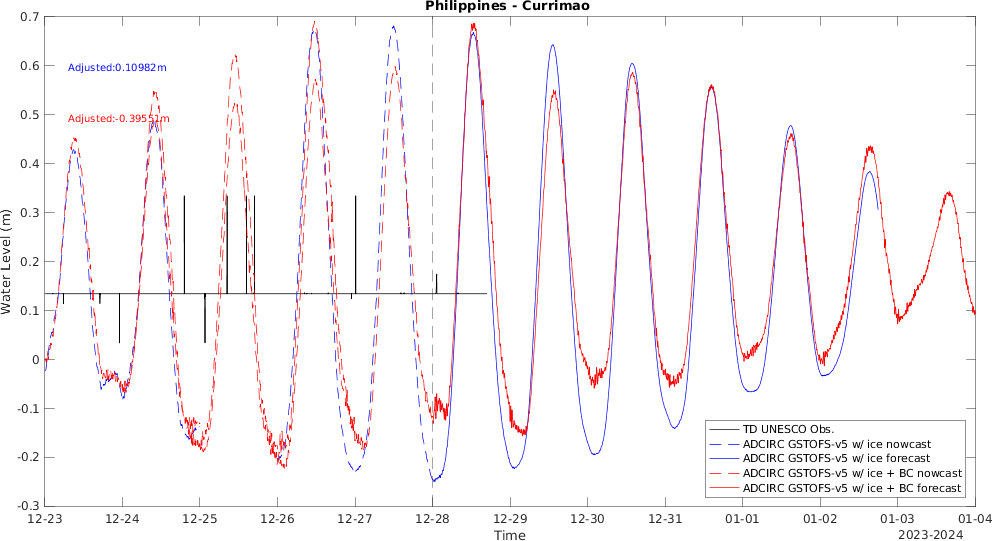 Philippines - Currimao
0.7
0.6
0.5
0.4
0.3
0.2
0.1
0
-0.1
-0.2
-0.3
Water Level (m)
Adjusted:0.10982m
Adjusted:-0.39551m
TD UNESCO Obs.
ADCIRC GSTOFS-v5 w/ ice nowcast
ADCIRC GSTOFS-v5 w/ ice forecast
ADCIRC GSTOFS-v5 w/ ice + BC nowcast
ADCIRC GSTOFS-v5 w/ ice + BC forecast
12-23 12-24 12-25 12-26 12-27 12-28 12-29 12-30 12-31 01-01 01-02 01-03 01-04
Time
2023-2024